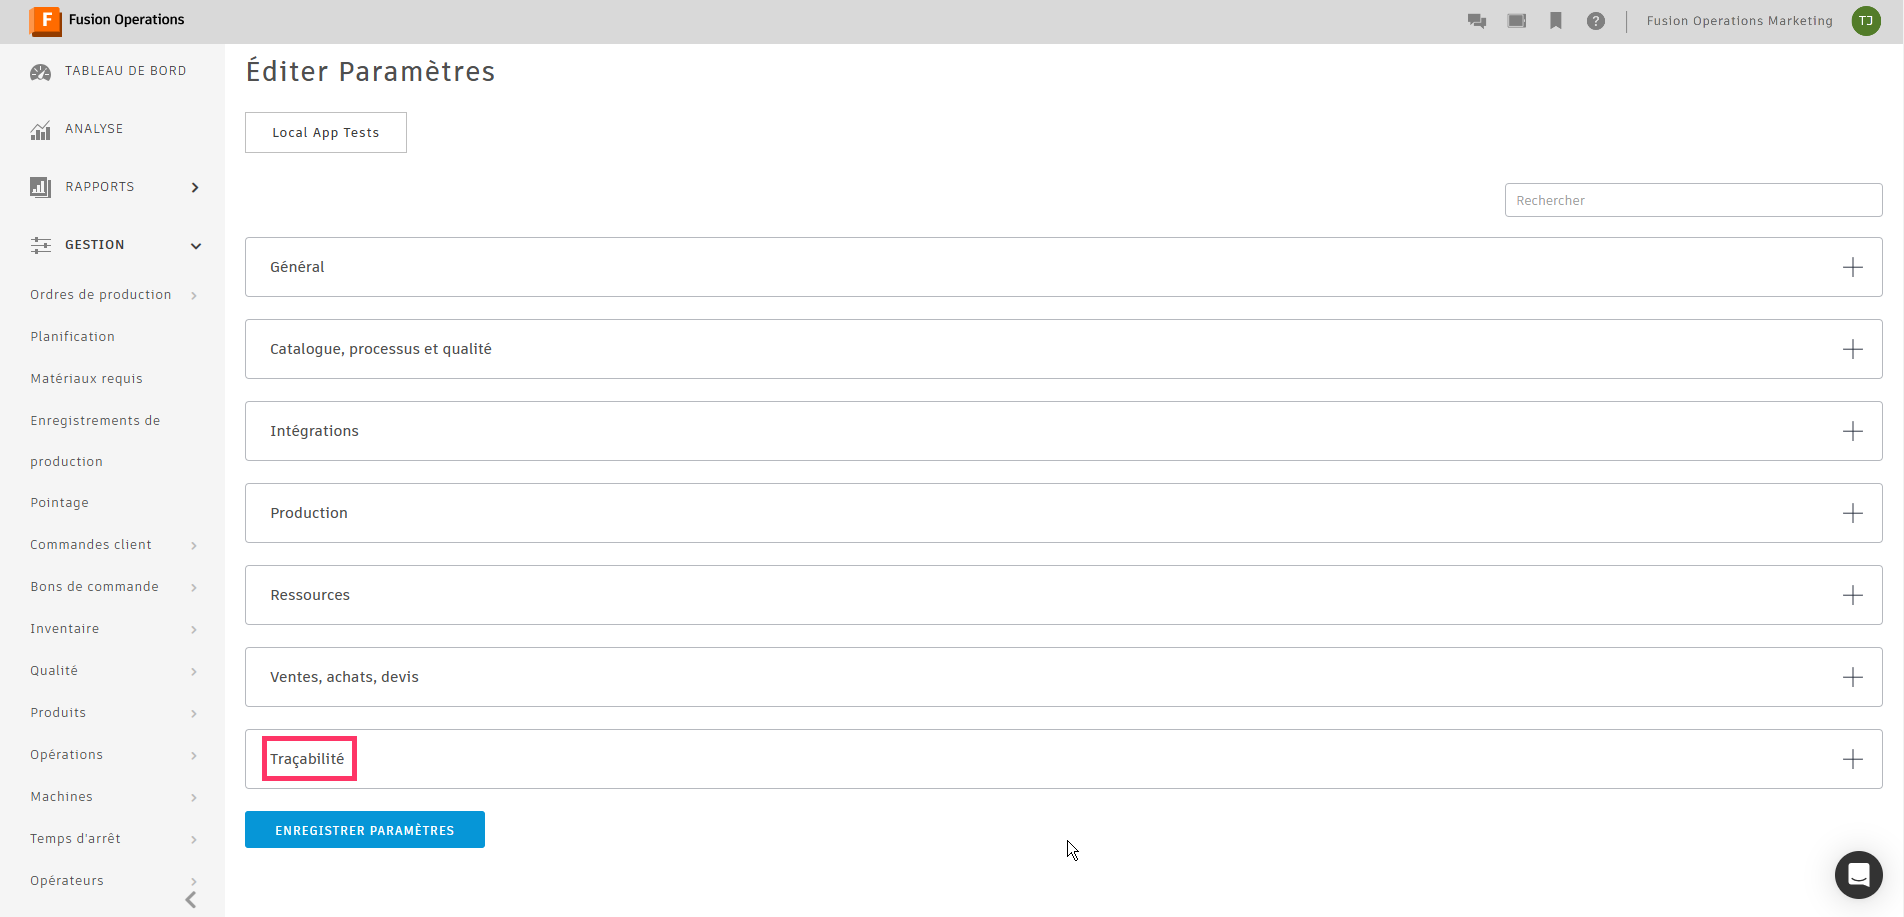 F Fusion Operations
Fusion Operations Marketing
TJ
TABLEAU DE BORD
ANALYSE
RAPPORTS
GESTION
Ordres de production
Planification
Matériaux requis
Enregistrements de
production
Pointage
Commandes client
Bons de commande
Inventaire
Qualité
Produits
Opérations
Machines
Temps d'arrêt
Opérateurs
Éditer Paramètres
Local App Tests
Rechercher
Général
Catalogue, processus et qualité
Intégrations
Production
Ressources
Ventes, achats, devis
Traçabilité
ENREGISTRER PARAMÈTRES